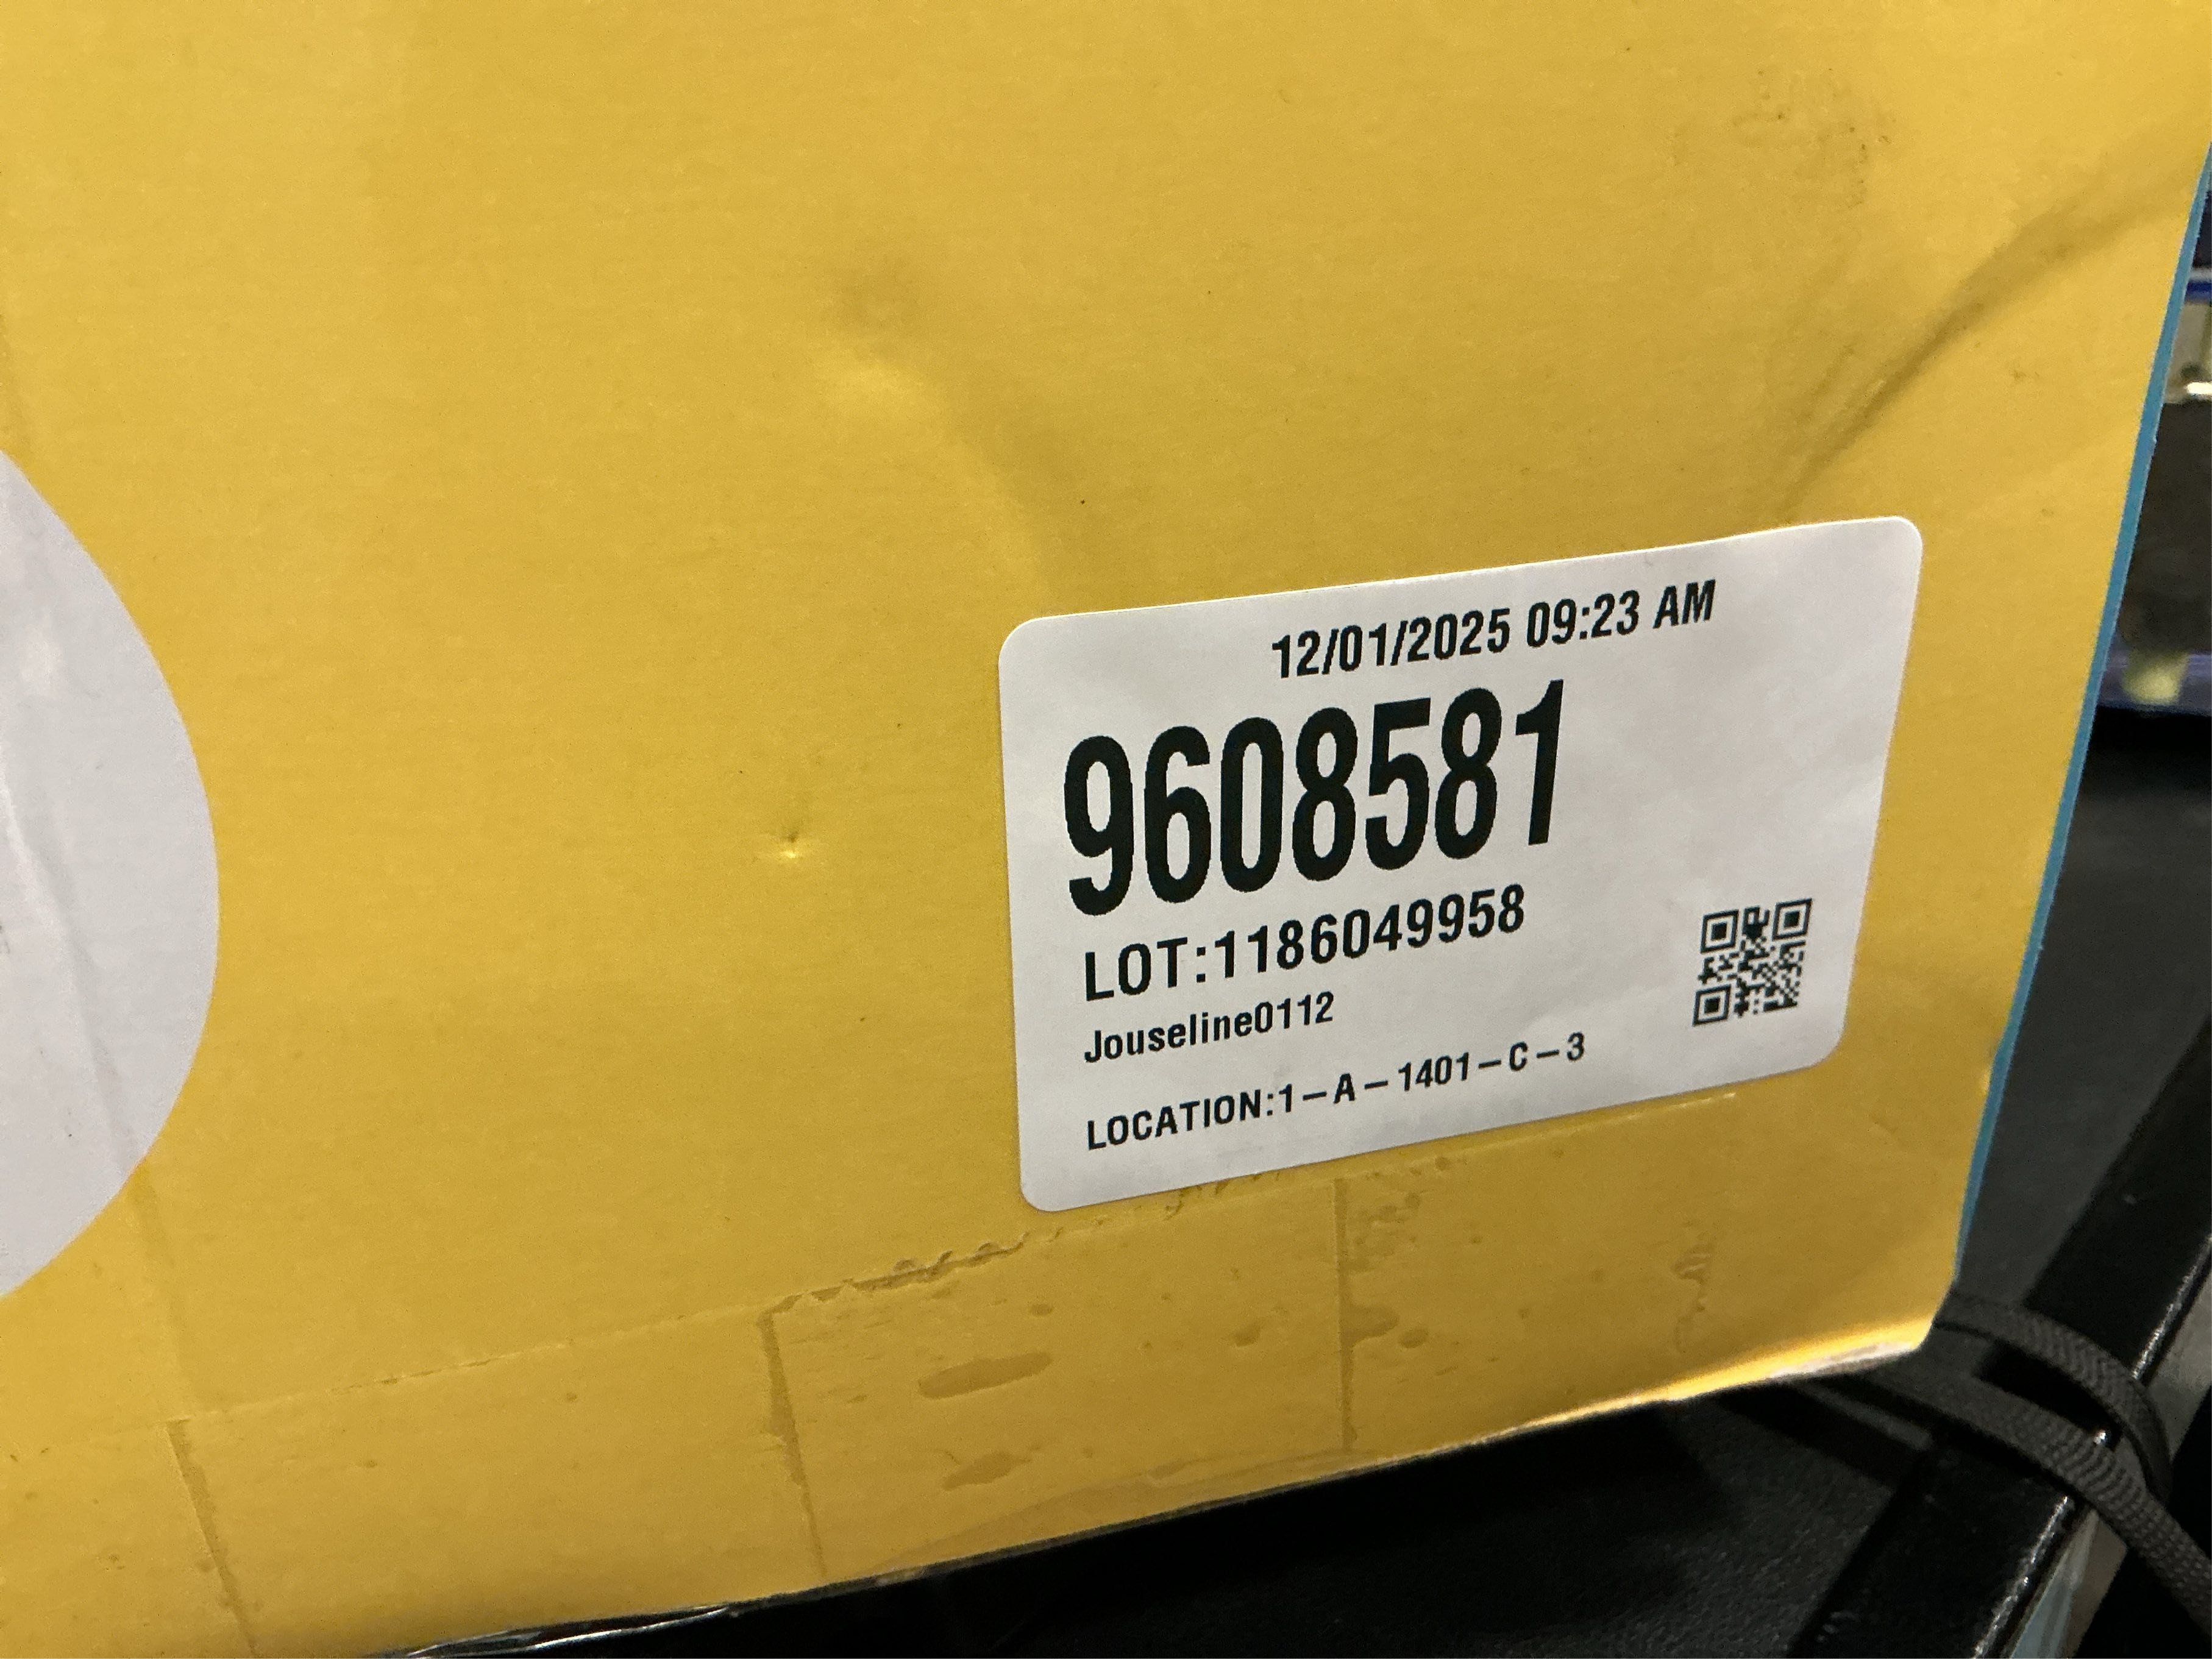 12/01/2025 09:23 AM
9608581
LOT:1186049958
Jouseline0112
LOCATION:1-A-1401-C-3